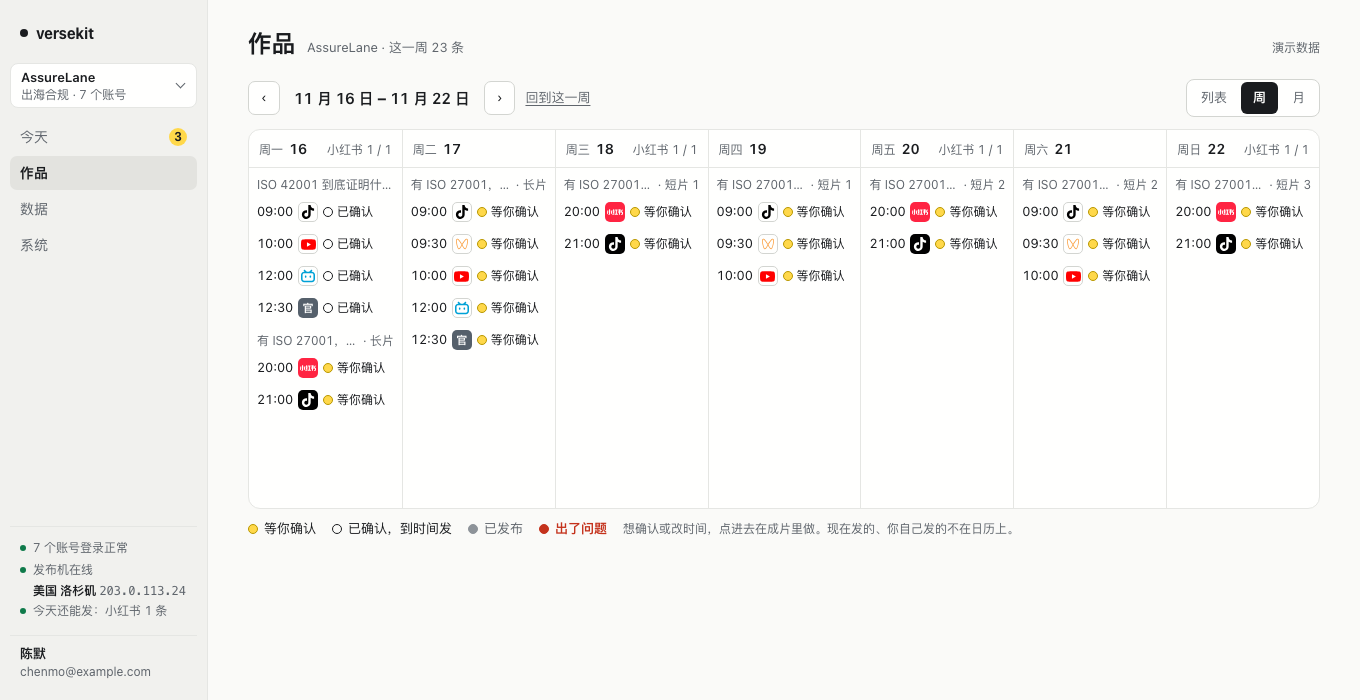 versekit
AssureLane
出海合规 · 7 个账号
今天 3
作品
数据
系统
7 个账号登录正常
发布机在线
美国 洛杉矶 203.0.113.24
今天还能发：小红书 1 条
陈默
chenmo@example.com
作品 AssureLane · 这一周 23 条 演示数据
‹ 11 月 16 日 – 11 月 22 日 › 回到这一周 列表 周 月
周一 16 小红书 1 / 1
ISO 42001 到底证明什...
09:00 已确认
10:00 已确认
12:00 已确认
12:30 官 已确认
有 ISO 27001，... · 长片
20:00 小红书 等你确认
21:00 等你确认
周二 17
有 ISO 27001，... · 长片
09:00 等你确认
09:30 等你确认
10:00 等你确认
12:00 等你确认
12:30 官 等你确认
周三 18 小红书 1 / 1
有 ISO 27001... · 短片 1
20:00 小红书 等你确认
21:00 等你确认
周四 19
有 ISO 27001... · 短片 1
09:00 等你确认
09:30 等你确认
10:00 等你确认
周五 20 小红书 1 / 1
有 ISO 27001... · 短片 2
20:00 小红书 等你确认
21:00 等你确认
周六 21
有 ISO 27001... · 短片 2
09:00 等你确认
09:30 等你确认
10:00 等你确认
周日 22 小红书 1 / 1
有 ISO 27001... · 短片 3
20:00 小红书 等你确认
21:00 等你确认
等你确认 已确认，到时间发 已发布 出了问题 想确认或改时间，点进去在成片里做。现在发的、你自己发的不在日历上。